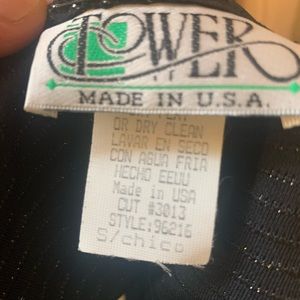 TOWER
MADE IN U.S.A.
OR DRY CLEAN
LAVAR EN SECO
CON AGUA FRIA
HECHO EEUU
Made in USA
CUT #3013
STYLE:96216
S/chico